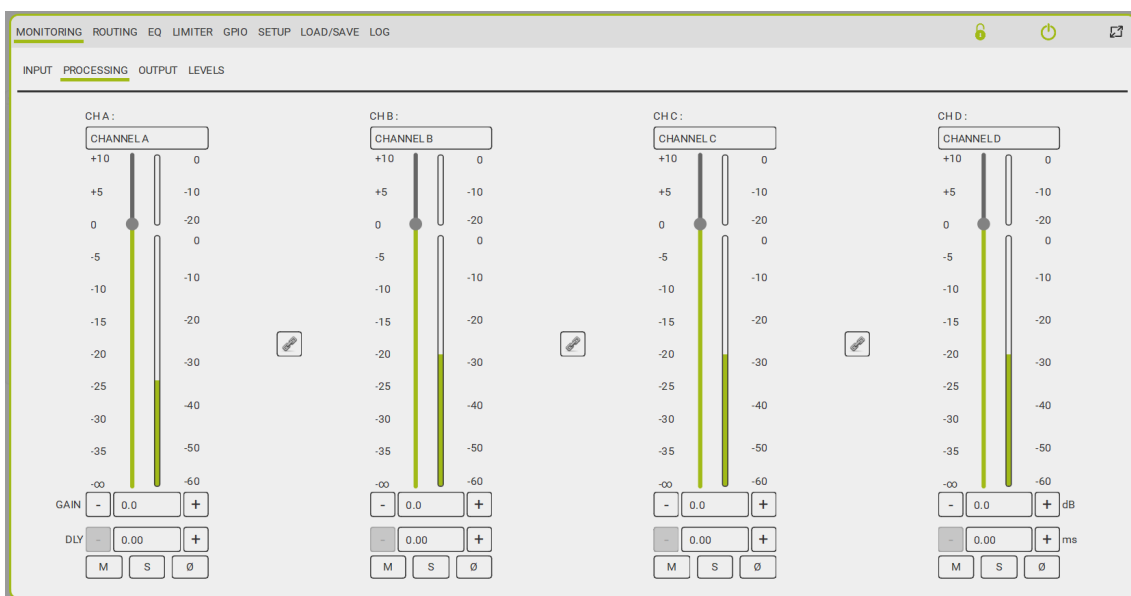 MONITORING ROUTING EQ LIMITER GPIO SETUP LOAD/SAVE LOG
INPUT PROCESSING OUTPUT LEVELS
CH A : CH B : CH C : CH D :
CHANNEL A CHANNEL B CHANNEL C CHANNEL D
+10 0 +10 0 +10 0 +10 0
+5 -10 +5 -10 +5 -10 +5 -10
0 -20 0 -20 0 -20 0 -20
0 0 0 0
-5 -5 -5 -5
-10 -10 -10 -10
-10 -10 -10 -10
-15 -20 -15 -20 -15 -20 -15 -20
-20 -30 -20 -30 -20 -30 -20 -30
-25 -40 -25 -40 -25 -40 -25 -40
-30 -30 -30 -30
-35 -50 -35 -50 -35 -50 -35 -50
-∞ -60 -∞ -60 -∞ -60 -∞ -60
GAIN - 0.0 + - 0.0 + - 0.0 + - 0.0 + dB
DLY - 0.00 + - 0.00 + - 0.00 + - 0.00 + ms
M S Ø M S Ø M S Ø M S Ø